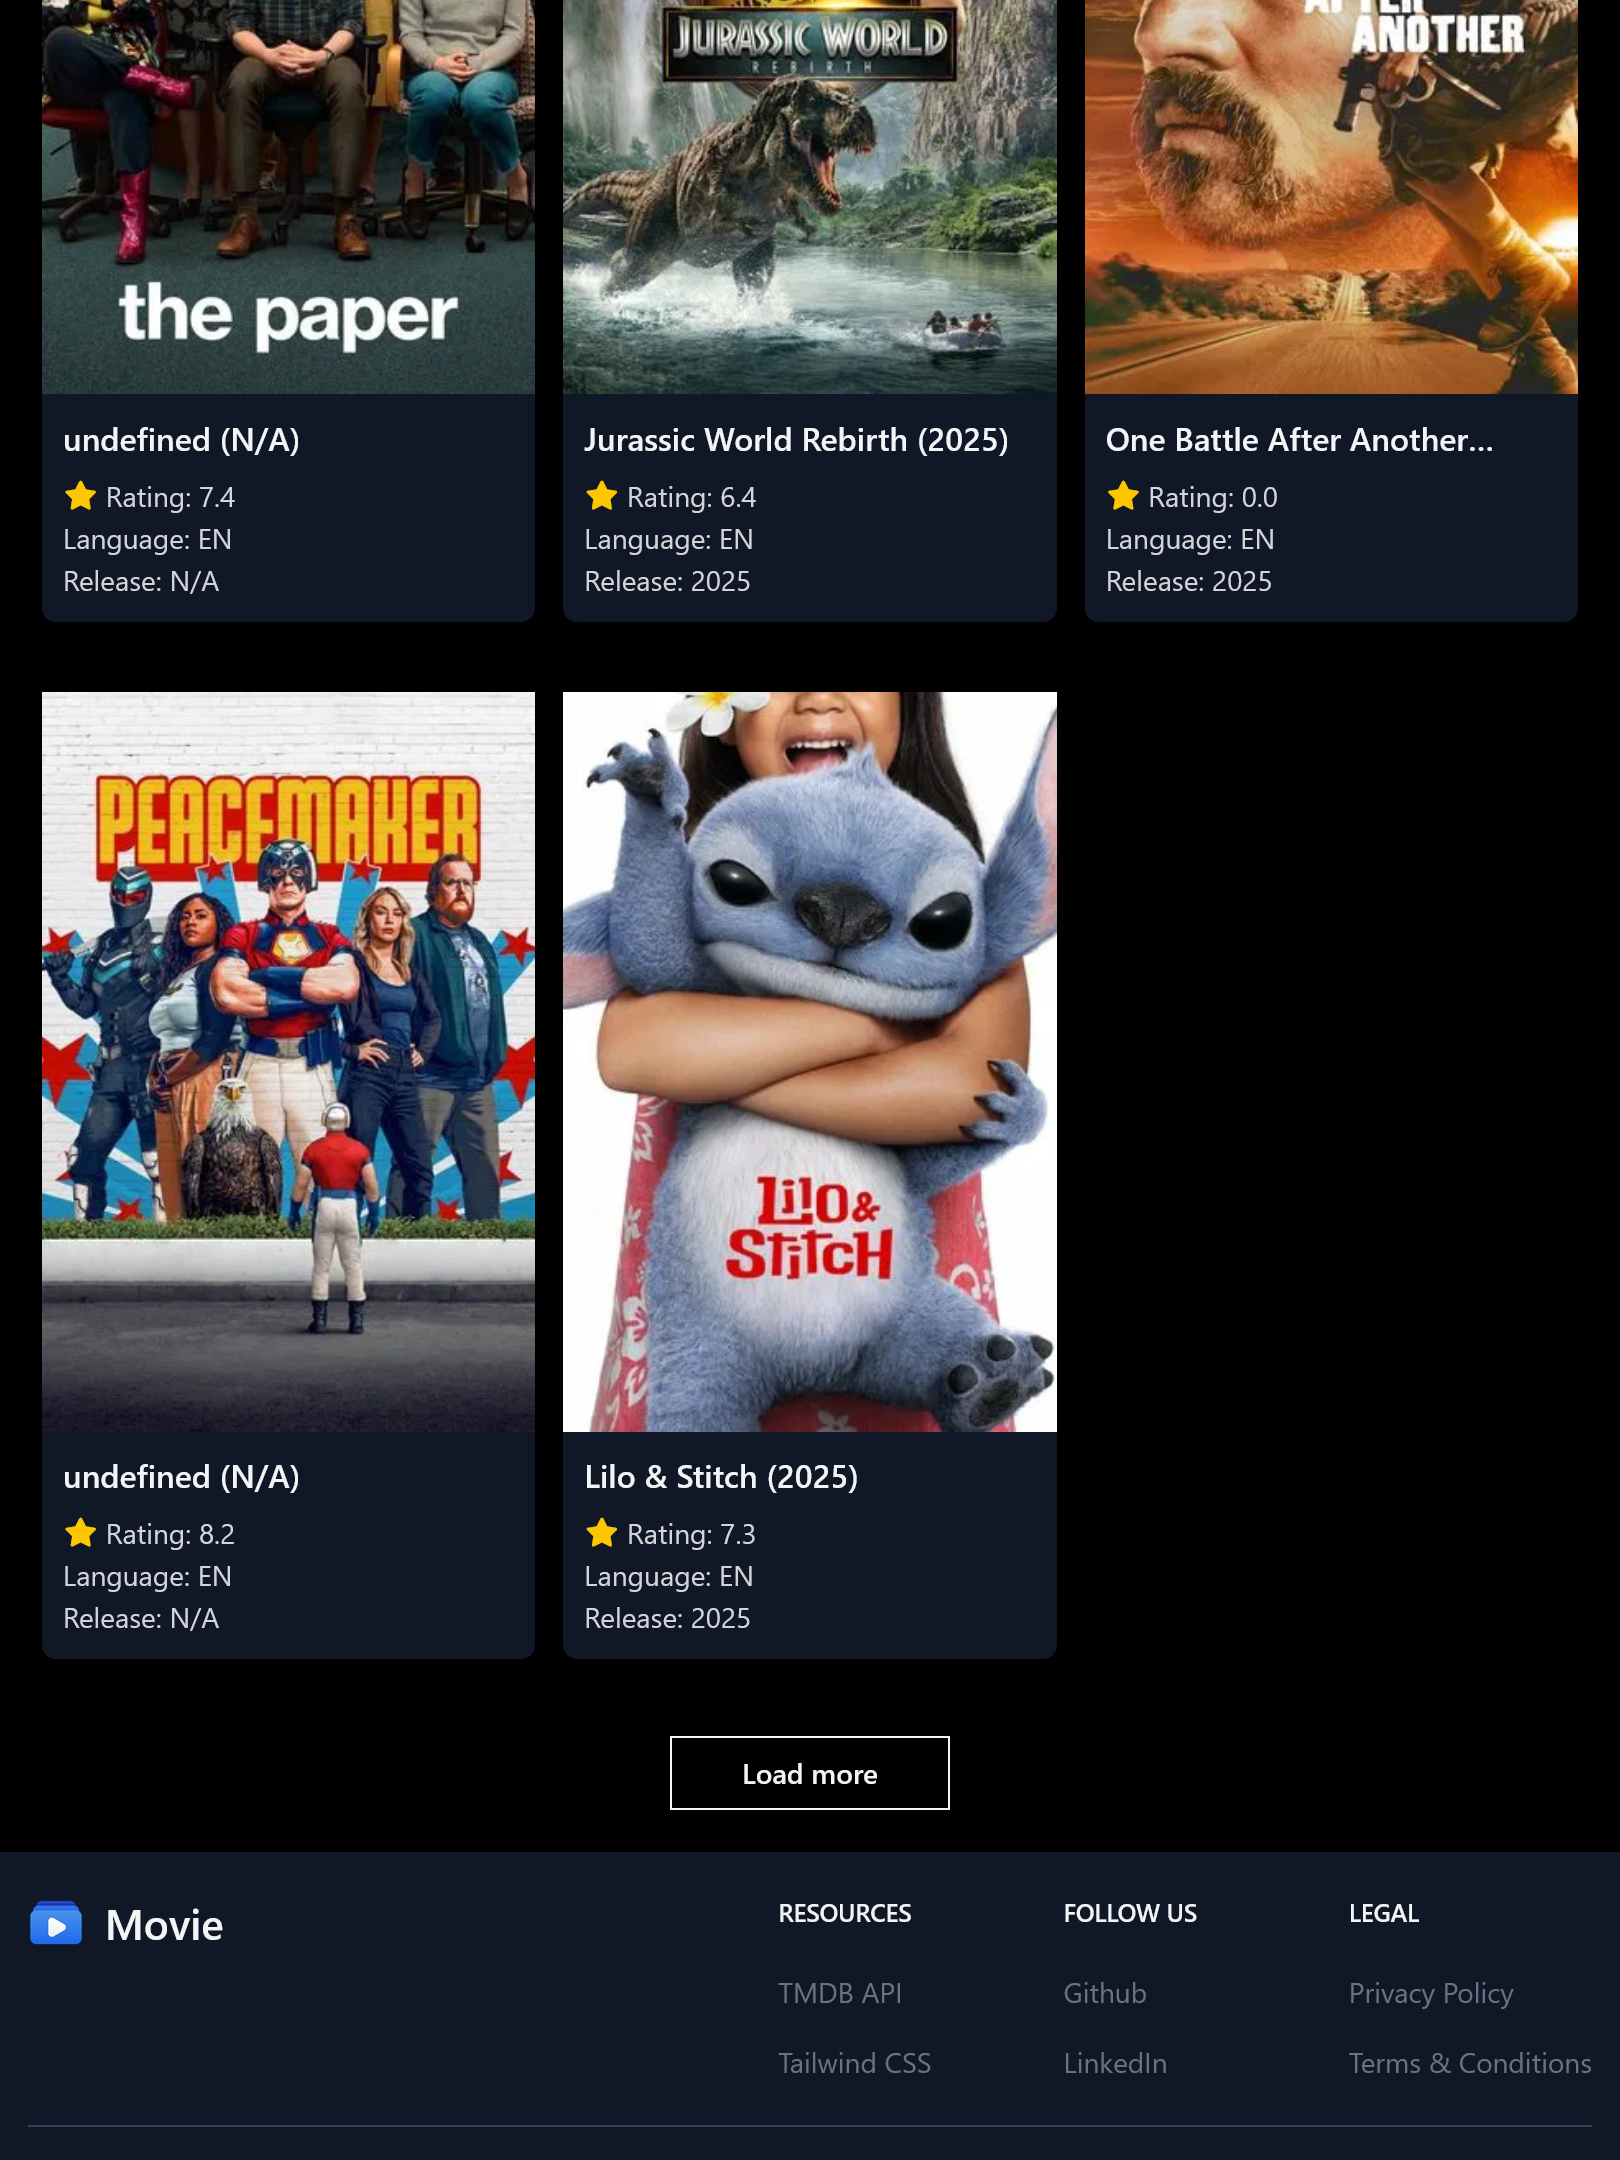 the paper
JURASSIC WORLD
REBIRTH
AFTER
ANOTHER
undefined (N/A)
Rating: 7.4
Language: EN
Release: N/A
Jurassic World Rebirth (2025)
Rating: 6.4
Language: EN
Release: 2025
One Battle After Another...
Rating: 0.0
Language: EN
Release: 2025
PEACEMAKER
LiLO &
StitcH
undefined (N/A)
Rating: 8.2
Language: EN
Release: N/A
Lilo & Stitch (2025)
Rating: 7.3
Language: EN
Release: 2025
Load more
Movie
RESOURCES
TMDB API
Tailwind CSS
FOLLOW US
Github
LinkedIn
LEGAL
Privacy Policy
Terms & Conditions